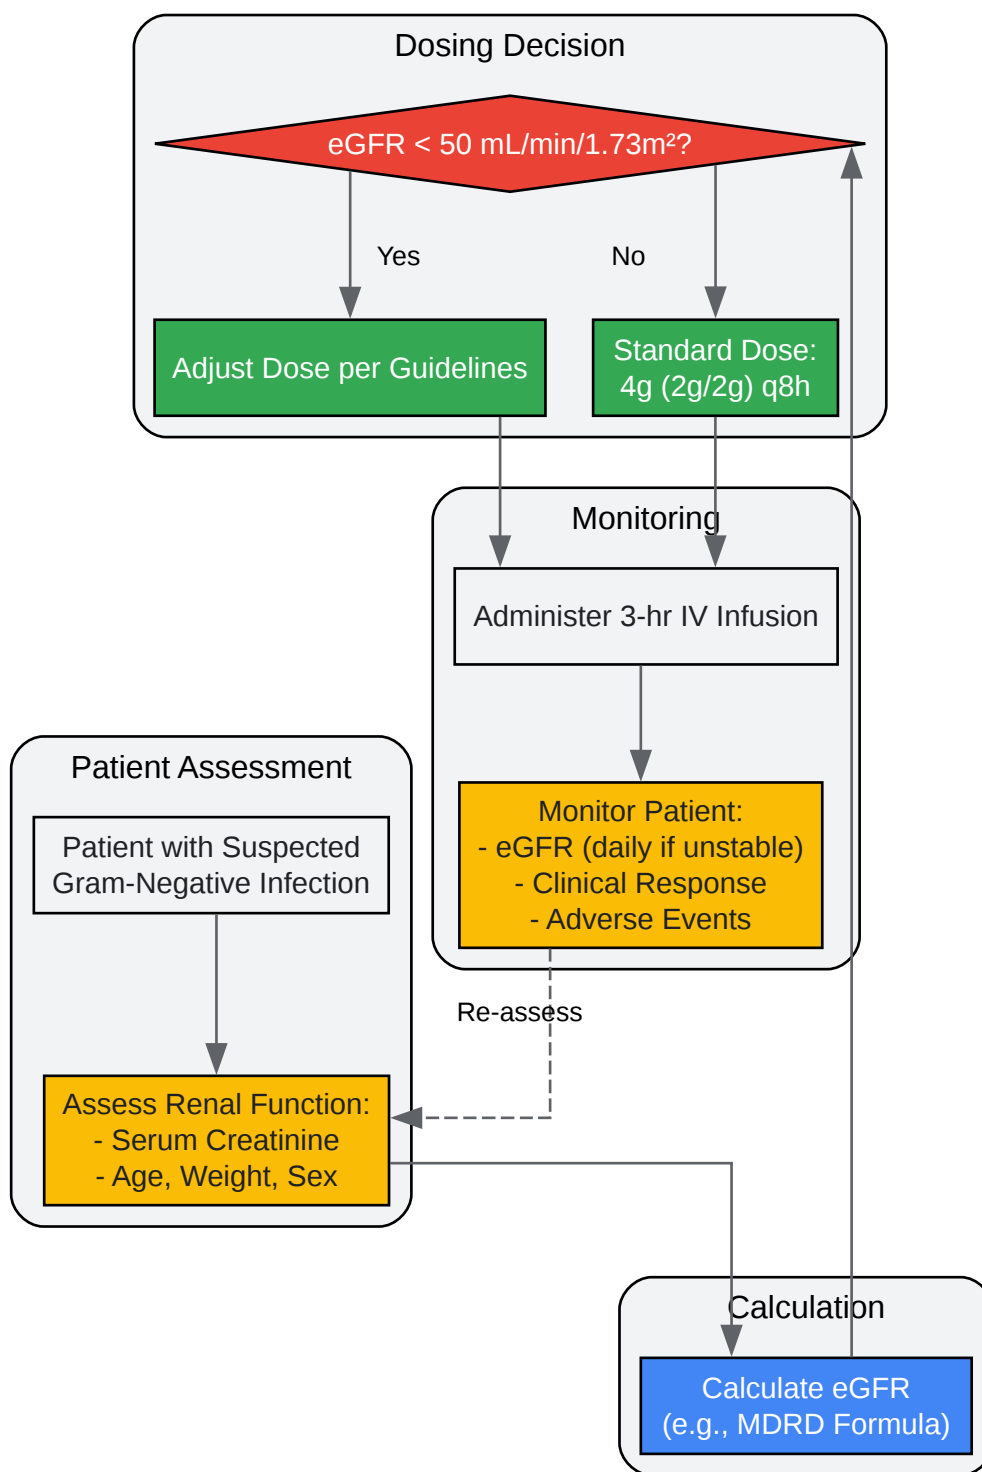 Dosing Decision
eGFR < 50 mL/min/1.73m²?
Yes
No
Adjust Dose per Guidelines
Standard Dose:
4g (2g/2g) q8h
Monitoring
Administer 3-hr IV Infusion
Monitor Patient:
- eGFR (daily if unstable)
- Clinical Response
- Adverse Events
Patient Assessment
Patient with Suspected
Gram-Negative Infection
Re-assess
Assess Renal Function:
- Serum Creatinine
- Age, Weight, Sex
Calculation
Calculate eGFR
(e.g., MDRD Formula)